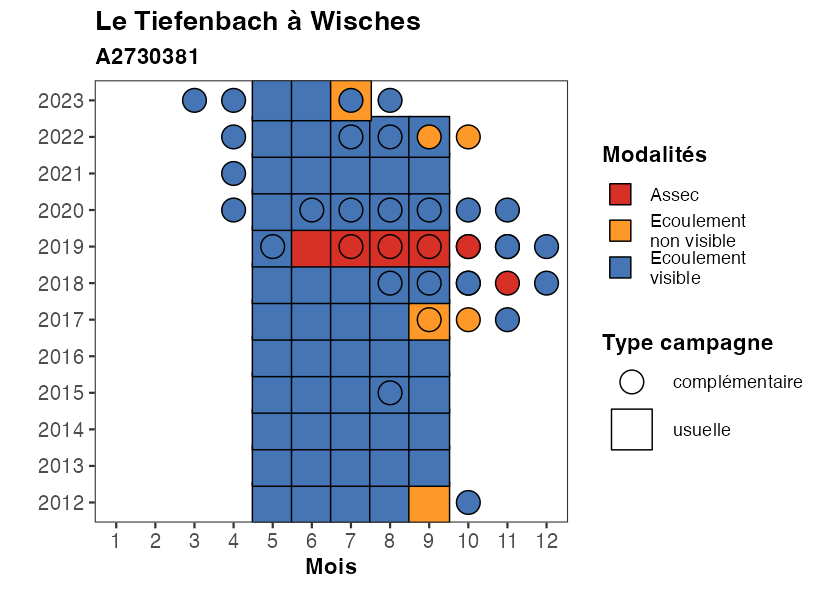 Le Tiefenbach à Wisches
A2730381
2023
2022
2021
2020
2019
2018
2017
2016
2015
2014
2013
2012
1 2 3 4 5 6 7 8 9 10 11 12
Mois
Modalités
Assec
Ecoulement
non visible
Ecoulement
visible
Type campagne
complémentaire
usuelle